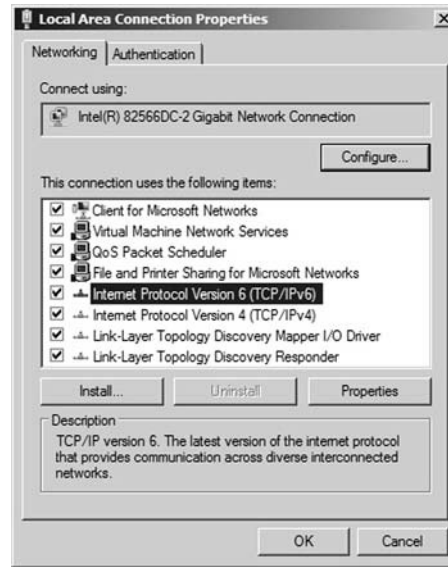 Local Area Connection Properties
Networking
Authentication
Connect using:
Intel(R) 82566DC-2 Gigabit Network Connection
Configure...
This connection uses the following items:
Client for Microsoft Networks
Virtual Machine Network Services
QoS Packet Scheduler
File and Printer Sharing for Microsoft Networks
Internet Protocol Version 6 (TCP/IPv6)
Internet Protocol Version 4 (TCP/IPv4)
Link-Layer Topology Discovery Mapper I/O Driver
Link-Layer Topology Discovery Responder
Install...
Uninstall
Properties
Description
TCP/IP version 6. The latest version of the internet protocol
that provides communication across diverse interconnected
networks.
OK
Cancel